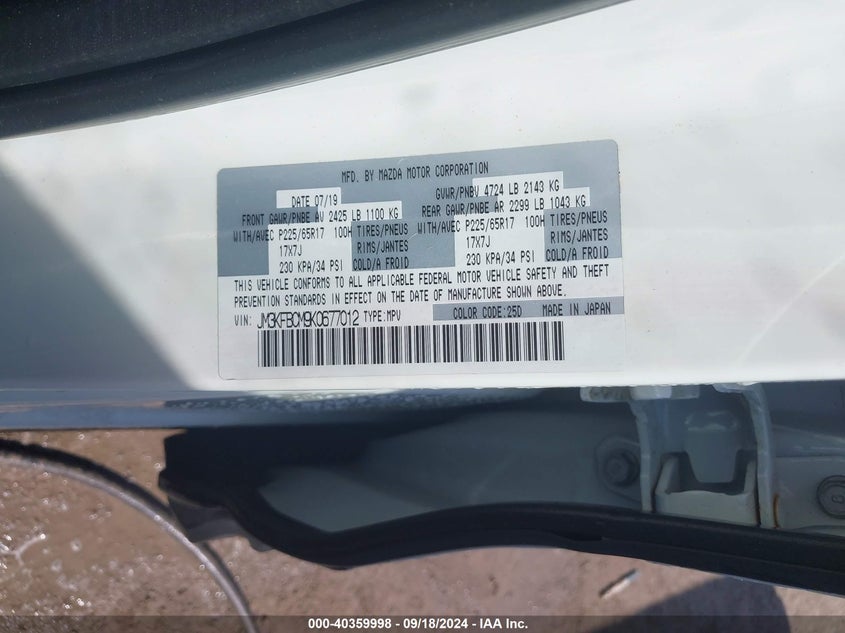 MFD. BY MAZDA MOTOR CORPORATION
DATE 07/19 GVWR/PNBV 4724 LB 2143 KG
FRONT GAWR/PNBE AV 2425 LB 1100 KG REAR GAWR/PNBE AR 2299 LB 1043 KG
WITH/AVEC P225/65R17 100H TIRES/PNEUS WITH/AVEC P225/65R17 100H TIRES/PNEUS
17X7J RIMS/JANTES 17X7J RIMS/JANTES
230 KPA/34 PSI COLD/A FROID 230 KPA/34 PSI COLD/A FROID
THIS VEHICLE CONFORMS TO ALL APPLICABLE FEDERAL MOTOR VEHICLE SAFETY AND THEFT
PREVENTION STANDARDS IN EFFECT ON THE DATE OF MANUFACTURE SHOWN ABOVE.
VIN: JM3KFBCM9K0677012 TYPE:MPV COLOR CODE:25D MADE IN JAPAN
000-40359998 - 09/18/2024 - IAA Inc.